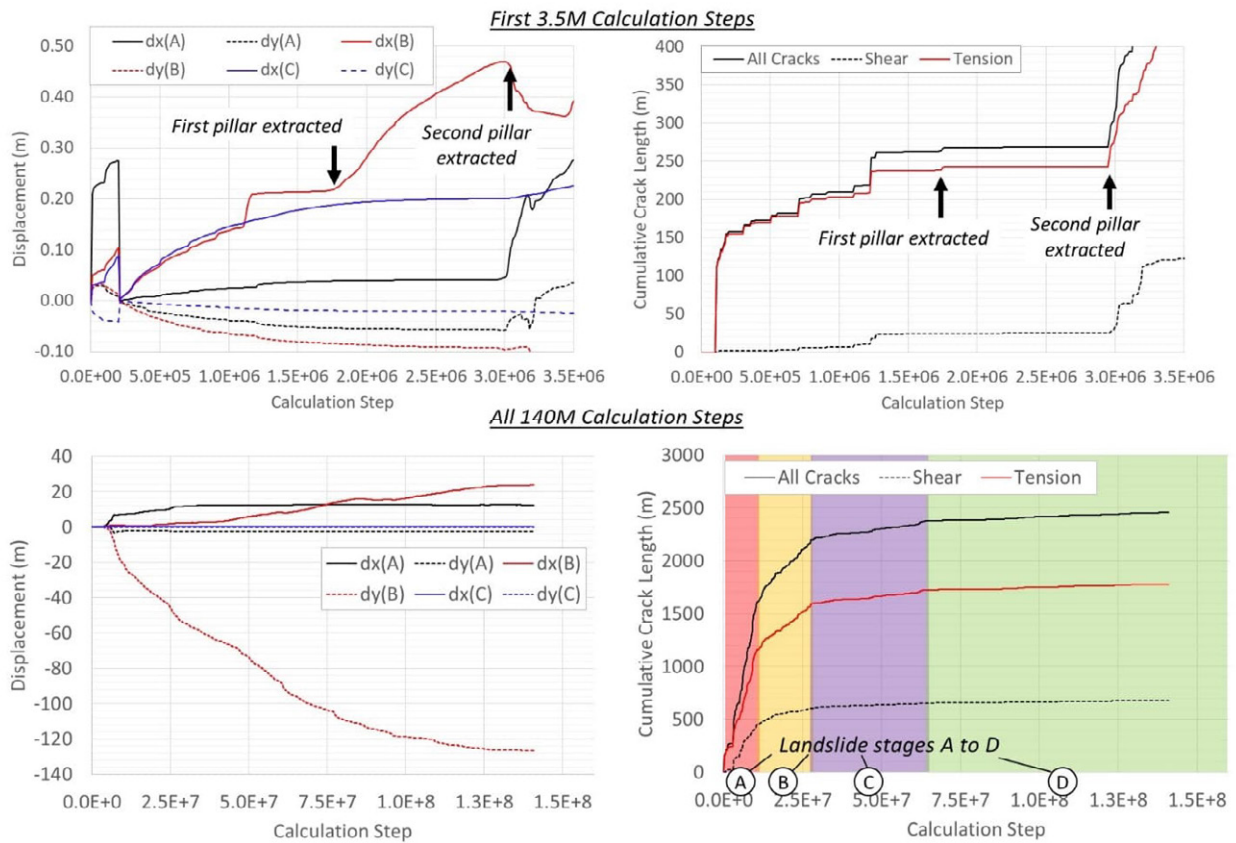 First 3.5M Calculation Steps
0.50
0.40
0.30
0.20
0.10
0.00
-0.10
Displacement (m)
dx(A) dy(A) dx(B)
dy(B) dx(C) dy(C)
First pillar extracted
Second pillar
extracted
0.0E+00 5.0E+05 1.0E+06 1.5E+06 2.0E+06 2.5E+06 3.0E+06 3.5E+06
Calculation Step
400
350
300
250
200
150
100
50
0
Cumulative Crack Length (m)
All Cracks Shear Tension
First pillar extracted
Second pillar
extracted
0.0E+00 5.0E+05 1.0E+06 1.5E+06 2.0E+06 2.5E+06 3.0E+06 3.5E+06
Calculation Step
All 140M Calculation Steps
40
20
0
-20
-40
-60
-80
-100
-120
-140
Displacement (m)
dx(A) dy(A) dx(B)
dy(B) dx(C) dy(C)
0.0E+0 2.5E+7 5.0E+7 7.5E+7 1.0E+8 1.3E+8 1.5E+8
Calculation Step
3000
2500
2000
1500
1000
500
0
Cumulative Crack Length (m)
All Cracks Shear Tension
Landslide stages A to D
A B C D
0.0E+0 2.5E+7 5.0E+7 7.5E+7 1.0E+8 1.3E+8 1.5E+8
Calculation Step